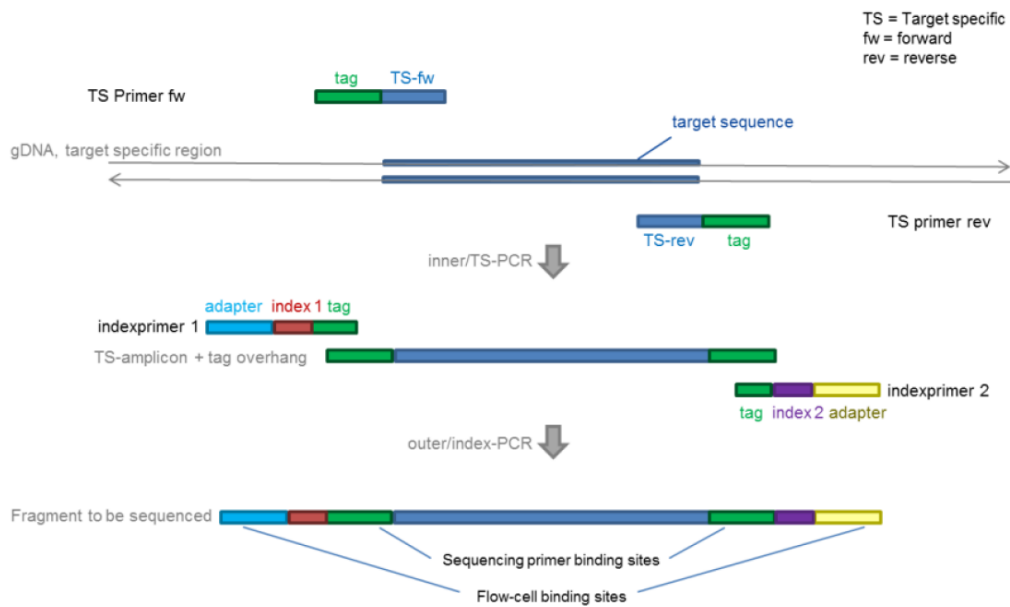 TS = Target specific
fw = forward
rev = reverse
tag TS-fw
TS Primer fw
target sequence
gDNA, target specific region
TS primer rev
TS-rev tag
inner/TS-PCR
adapter index 1 tag
indexprimer 1
TS-amplicon + tag overhang
indexprimer 2
tag index 2 adapter
outer/index-PCR
Fragment to be sequenced
Sequencing primer binding sites
Flow-cell binding sites